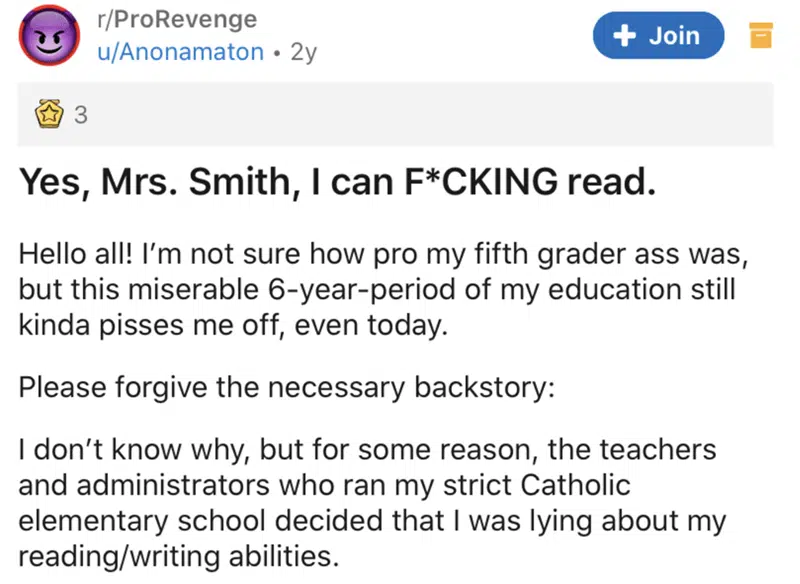 r/ProRevenge
u/Anonamaton • 2y
+ Join
3
Yes, Mrs. Smith, I can F*CKING read.
Hello all! I’m not sure how pro my fifth grader ass was,
but this miserable 6-year-period of my education still
kinda pisses me off, even today.
Please forgive the necessary backstory:
I don’t know why, but for some reason, the teachers
and administrators who ran my strict Catholic
elementary school decided that I was lying about my
reading/writing abilities.